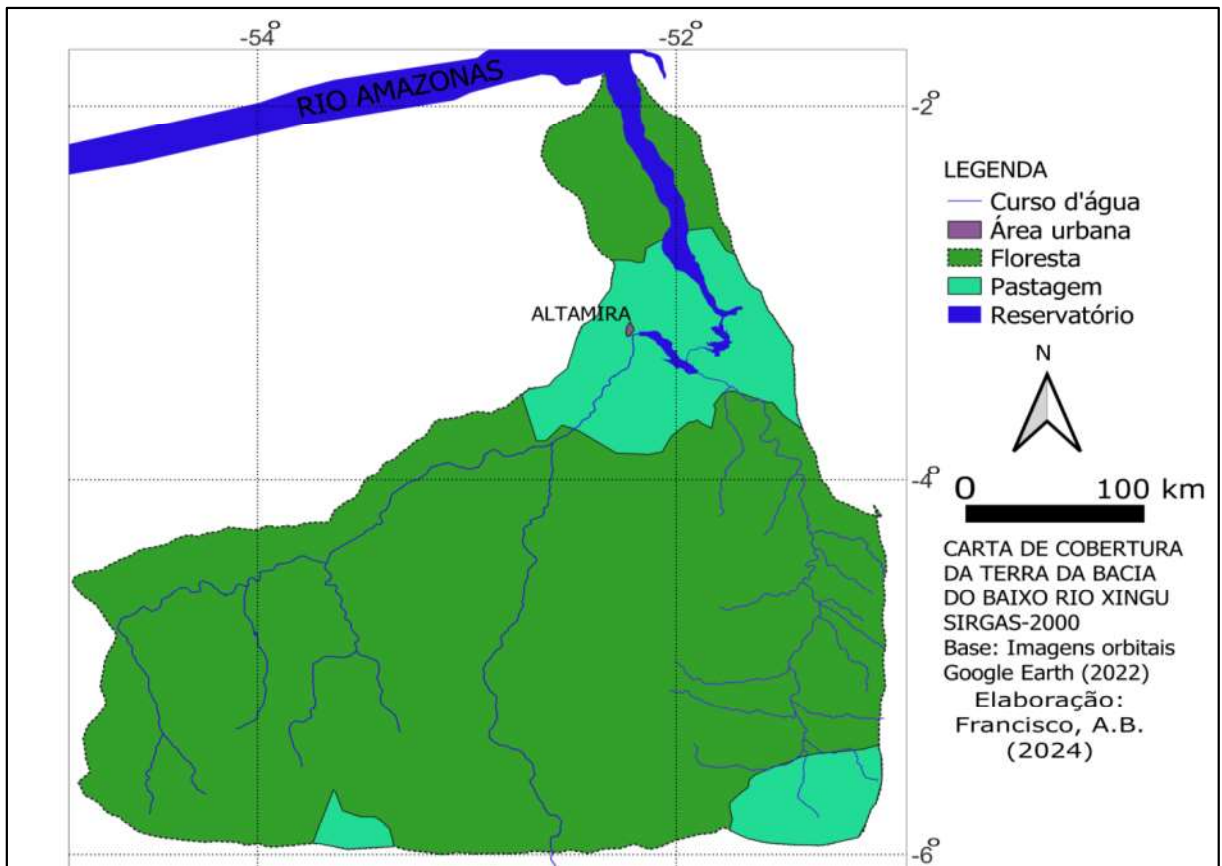 -54°
-52°
RIO AMAZONAS
-2°
ALTAMIRA
-4°
-6°
LEGENDA
Curso d'água
Área urbana
Floresta
Pastagem
Reservatório
N
0 100 km
CARTA DE COBERTURA
DA TERRA DA BACIA
DO BAIXO RIO XINGU
SIRGAS-2000
Base: Imagens orbitais
Google Earth (2022)
Elaboração:
Francisco, A.B.
(2024)